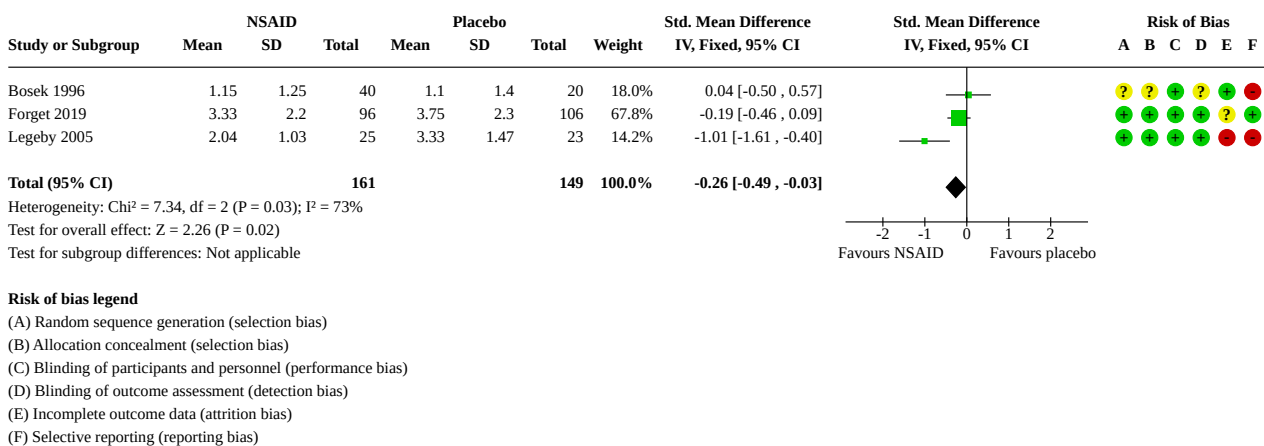 NSAID Placebo Std. Mean Difference Std. Mean Difference Risk of Bias
Study or Subgroup Mean SD Total Mean SD Total Weight IV, Fixed, 95% CI IV, Fixed, 95% CI A B C D E F
Bosek 1996 1.15 1.25 40 1.1 1.4 20 18.0% 0.04 [-0.50 , 0.57] ? ? + ? + -
Forget 2019 3.33 2.2 96 3.75 2.3 106 67.8% -0.19 [-0.46 , 0.09] + + + + ? +
Legeby 2005 2.04 1.03 25 3.33 1.47 23 14.2% -1.01 [-1.61 , -0.40] + + + + - -
Total (95% CI) 161 149 100.0% -0.26 [-0.49 , -0.03]
Heterogeneity: Chi² = 7.34, df = 2 (P = 0.03); I² = 73%
Test for overall effect: Z = 2.26 (P = 0.02)
-2 -1 0 1 2
Test for subgroup differences: Not applicable Favours NSAID Favours placebo
Risk of bias legend
(A) Random sequence generation (selection bias)
(B) Allocation concealment (selection bias)
(C) Blinding of participants and personnel (performance bias)
(D) Blinding of outcome assessment (detection bias)
(E) Incomplete outcome data (attrition bias)
(F) Selective reporting (reporting bias)